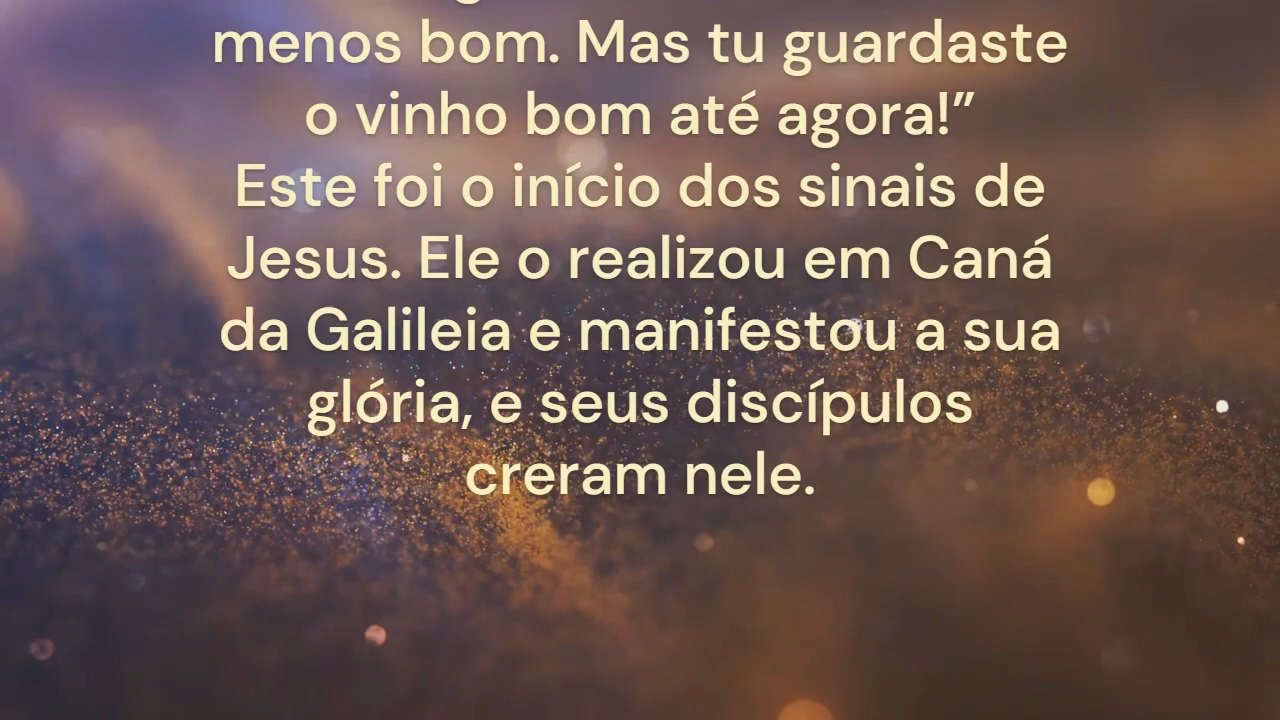 menos bom. Mas tu guardaste
o vinho bom até agora!”
Este foi o início dos sinais de
Jesus. Ele o realizou em Caná
da Galileia e manifestou a sua
glória, e seus discípulos
creram nele.